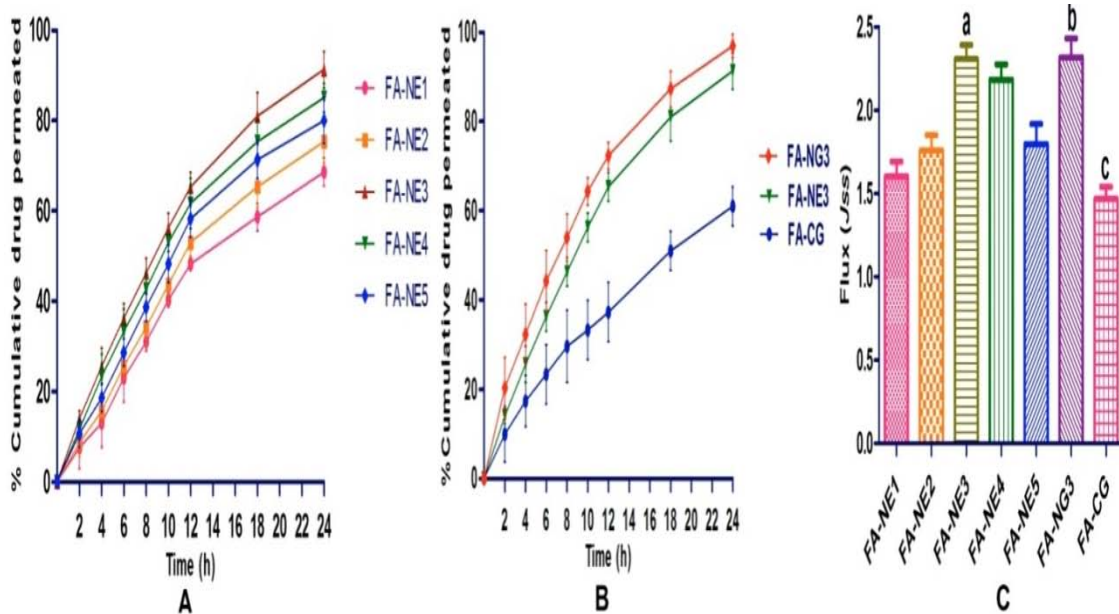 % Cumulative drug permeated
100
80
60
40
20
0
2 4 6 8 10 12 14 16 18 20 22 24
Time (h)
FA-NE1
FA-NE2
FA-NE3
FA-NE4
FA-NE5
A
% Cumulative drug permeated
100
80
60
40
20
0
2 4 6 8 10 12 14 16 18 20 22 24
Time (h)
FA-NG3
FA-NE3
FA-CG
B
Flux (Jss)
2.5
2.0
1.5
1.0
0.5
0.0
a
b
c
FA-NE1
FA-NE2
FA-NE3
FA-NE4
FA-NE5
FA-NG3
FA-CG
C